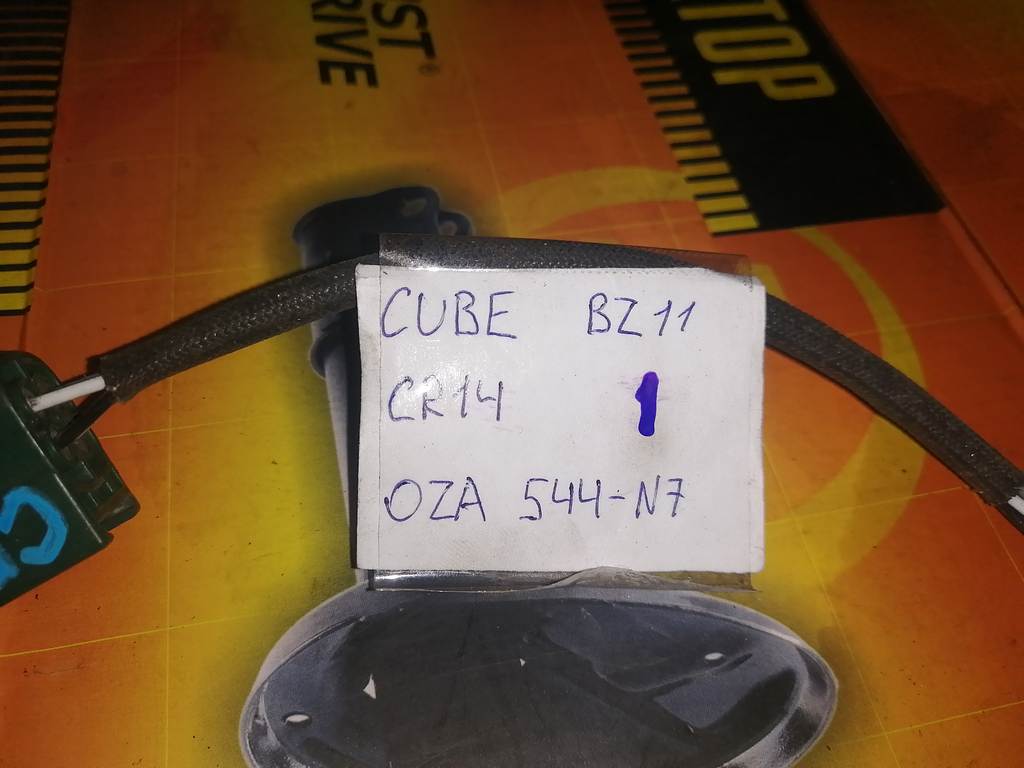 ST®
RIVE
TOP
CUBE BZ11
CR14 1
OZA 544-N7